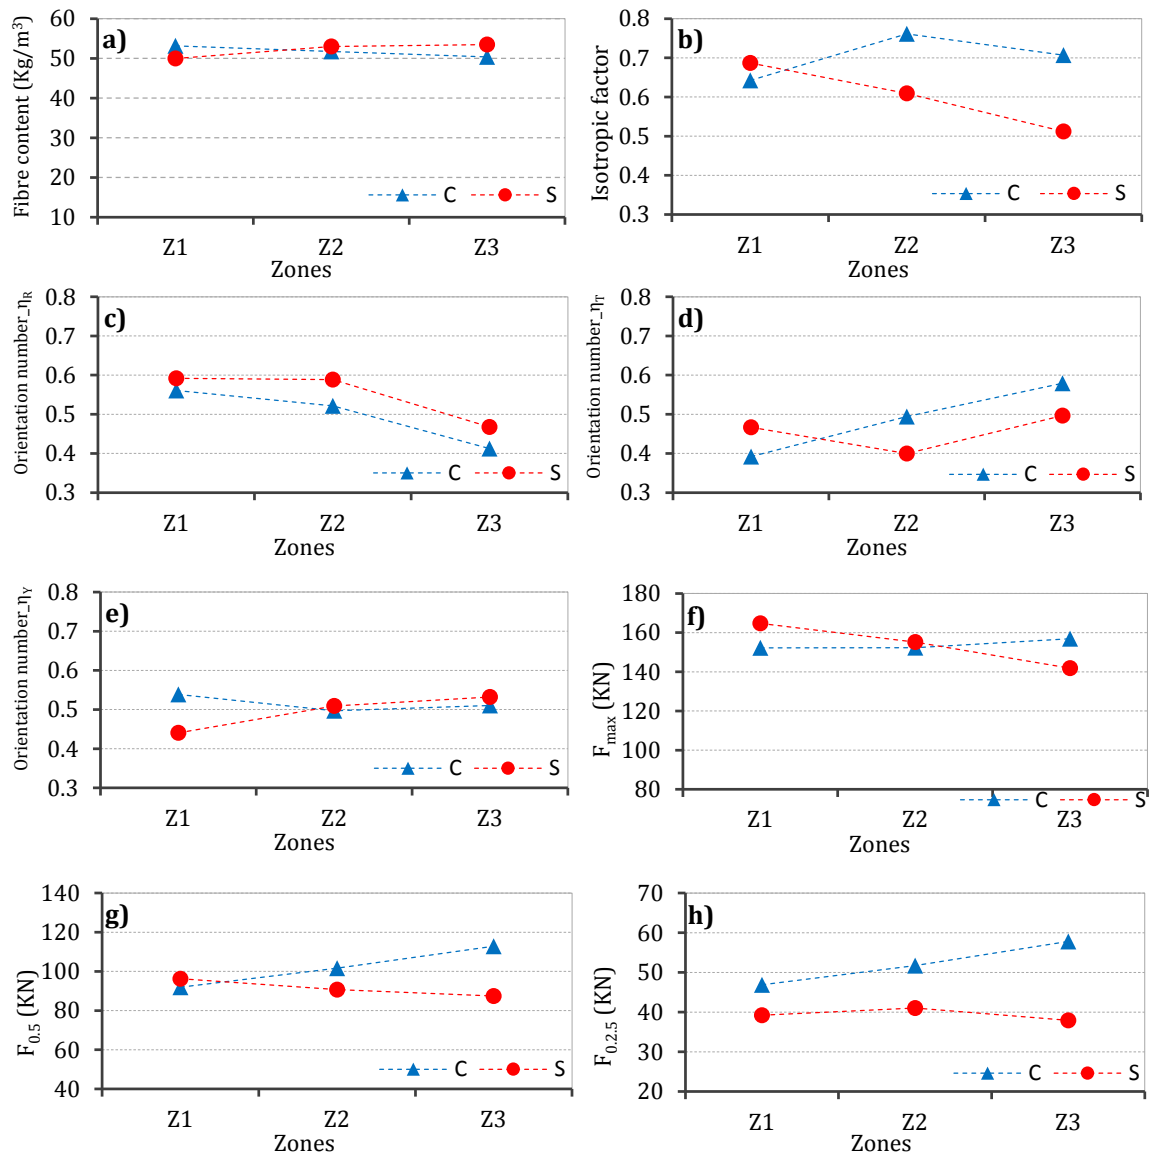 a)
Fibre content (Kg/m³)
60
50
40
30
20
10
C
S
Z1 Z2 Z3
Zones
b)
Isotropic factor
0.8
0.7
0.6
0.5
0.4
0.3
C
S
Z1 Z2 Z3
Zones
c)
Orientation number_ηR
0.8
0.7
0.6
0.5
0.4
0.3
C
S
Z1 Z2 Z3
Zones
d)
Orientation number_ηT
0.8
0.7
0.6
0.5
0.4
0.3
C
S
Z1 Z2 Z3
Zones
e)
Orientation number_ηY
0.8
0.7
0.6
0.5
0.4
0.3
C
S
Z1 Z2 Z3
Zones
f)
Fmax (KN)
180
160
140
120
100
80
C
S
Z1 Z2 Z3
Zones
g)
F0.5 (KN)
140
120
100
80
60
40
C
S
Z1 Z2 Z3
Zones
h)
F0.2.5 (KN)
70
60
50
40
30
20
C
S
Z1 Z2 Z3
Zones